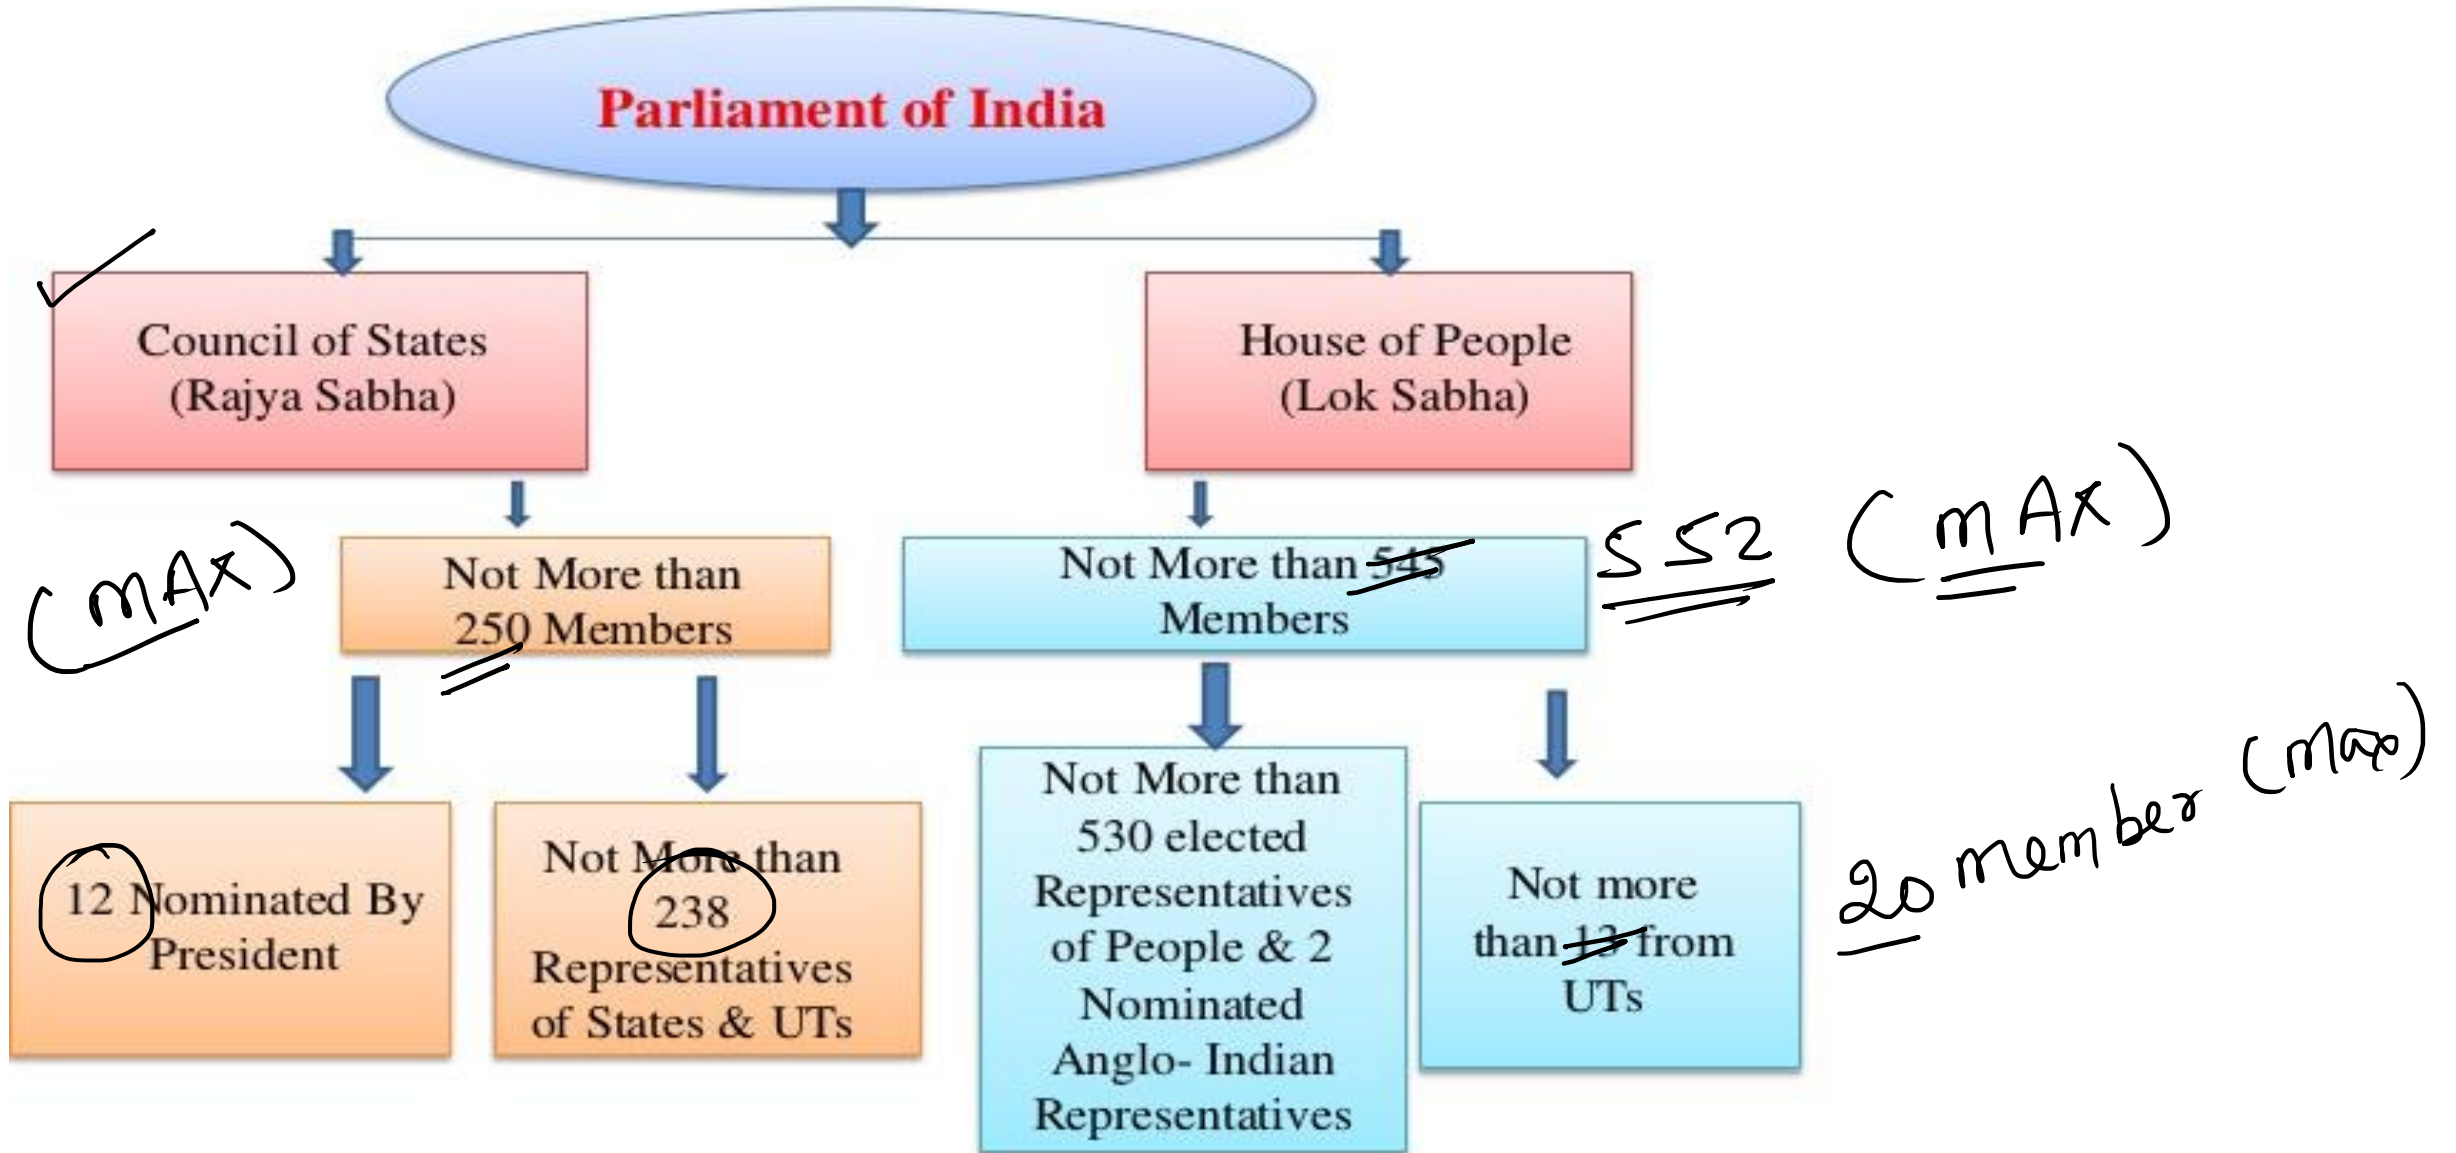 Parliament of India
Council of States
(Rajya Sabha)
House of People
(Lok Sabha)
(MAX)
Not More than
250 Members
Not More than 545
Members
552 (MAX)
12 Nominated By
President
Not More than
238
Representatives
of States & UTs
Not More than
530 elected
Representatives
of People & 2
Nominated
Anglo- Indian
Representatives
Not more
than 13 from
UTs
20 member (max)